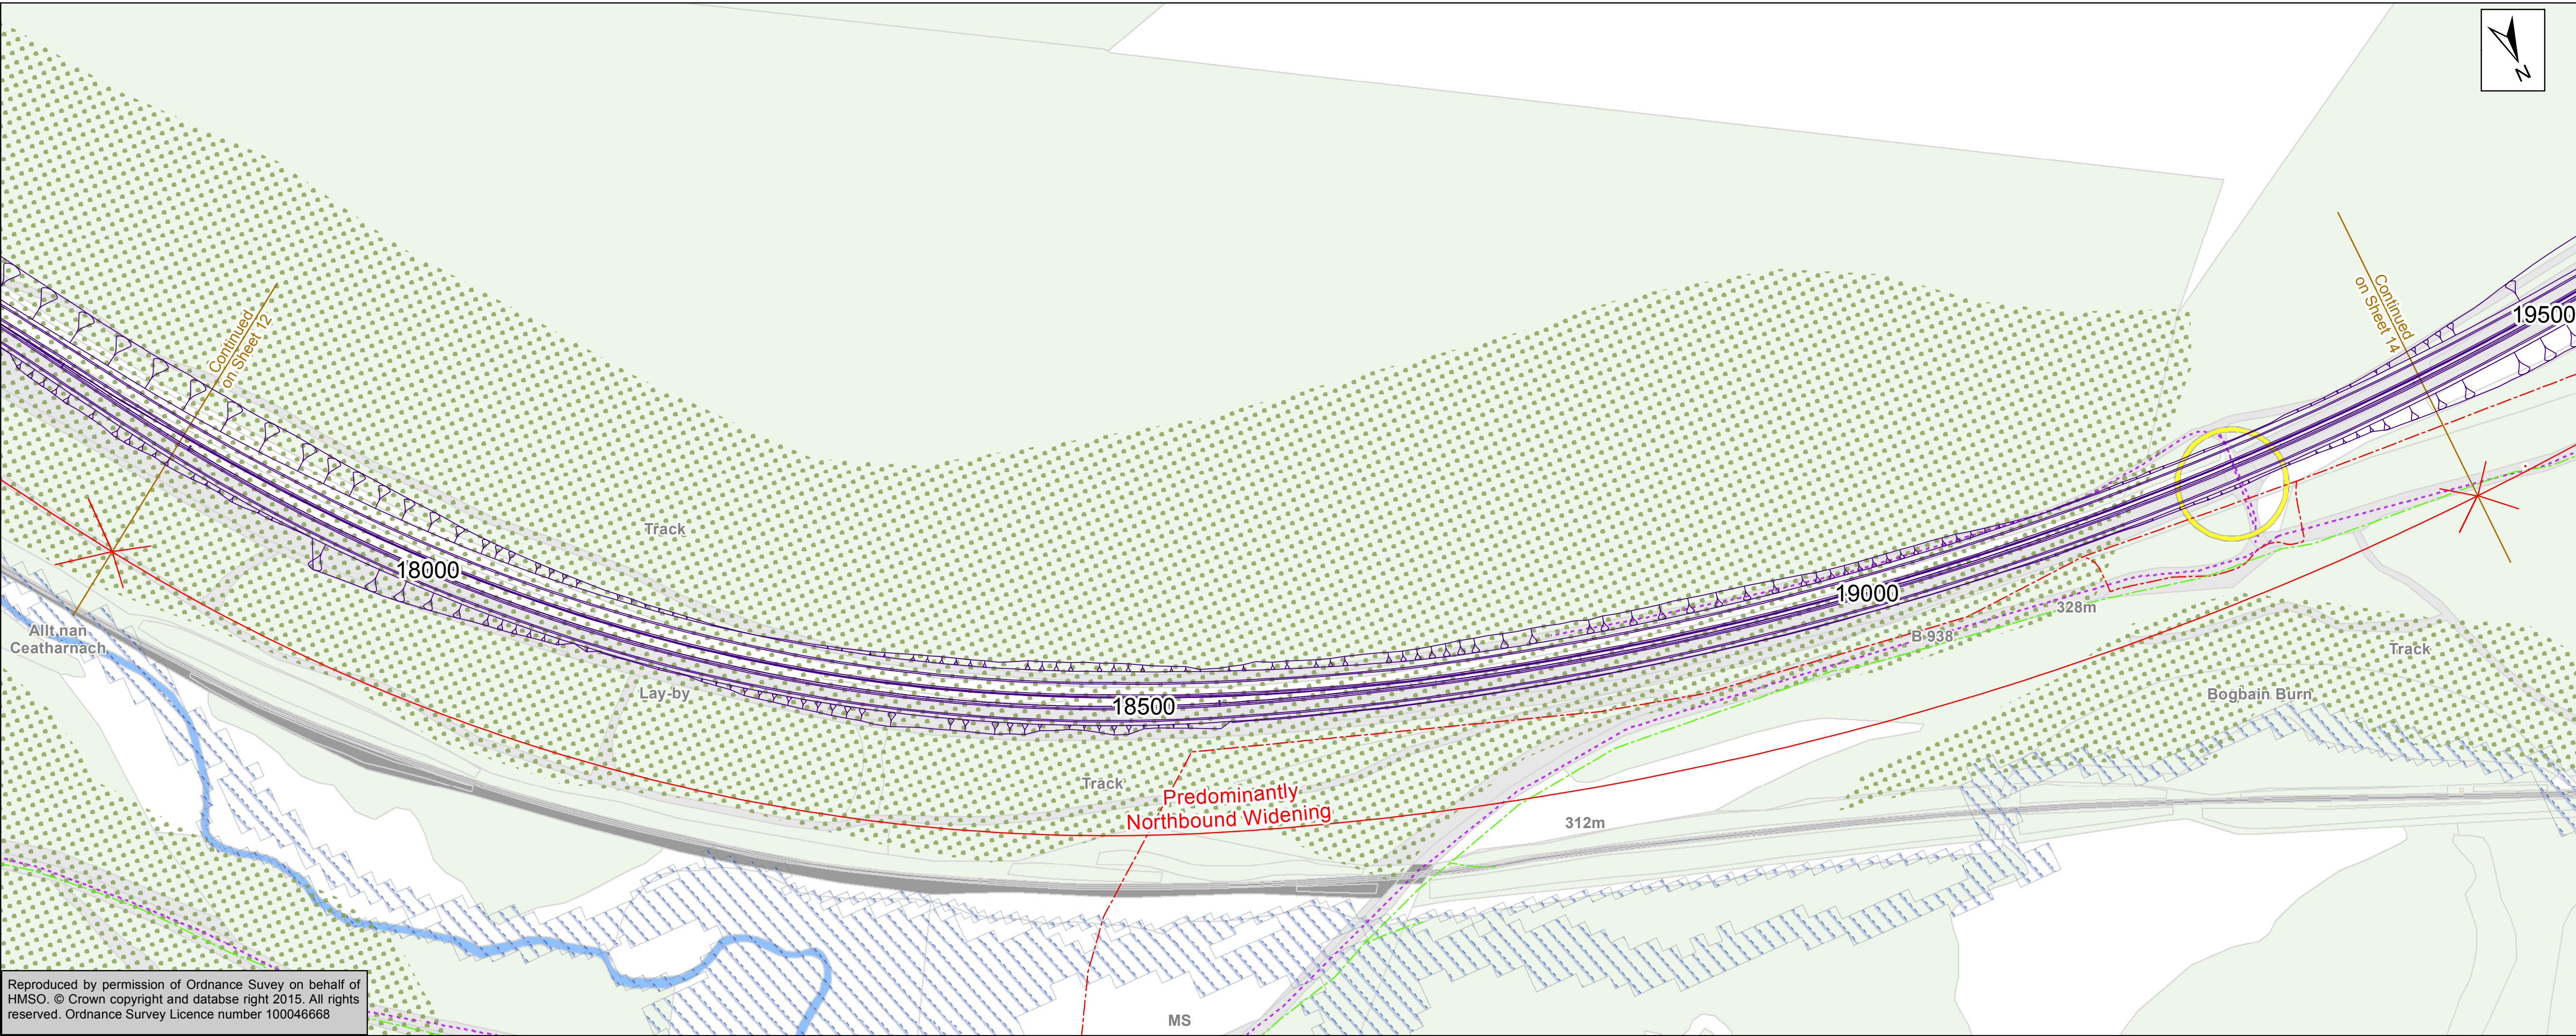 N
Continued
on Sheet 12
Continued
on Sheet 14
19500
Track
18000
19000
328m
B 938
Allt nan
Ceatharnach
Track
Lay-by
Bogbain Burn
18500
Track
Predominantly
Northbound Widening
312m
Reproduced by permission of Ordnance Suvey on behalf of
HMSO. © Crown copyright and databse right 2015. All rights
reserved. Ordnance Survey Licence number 100046668
MS